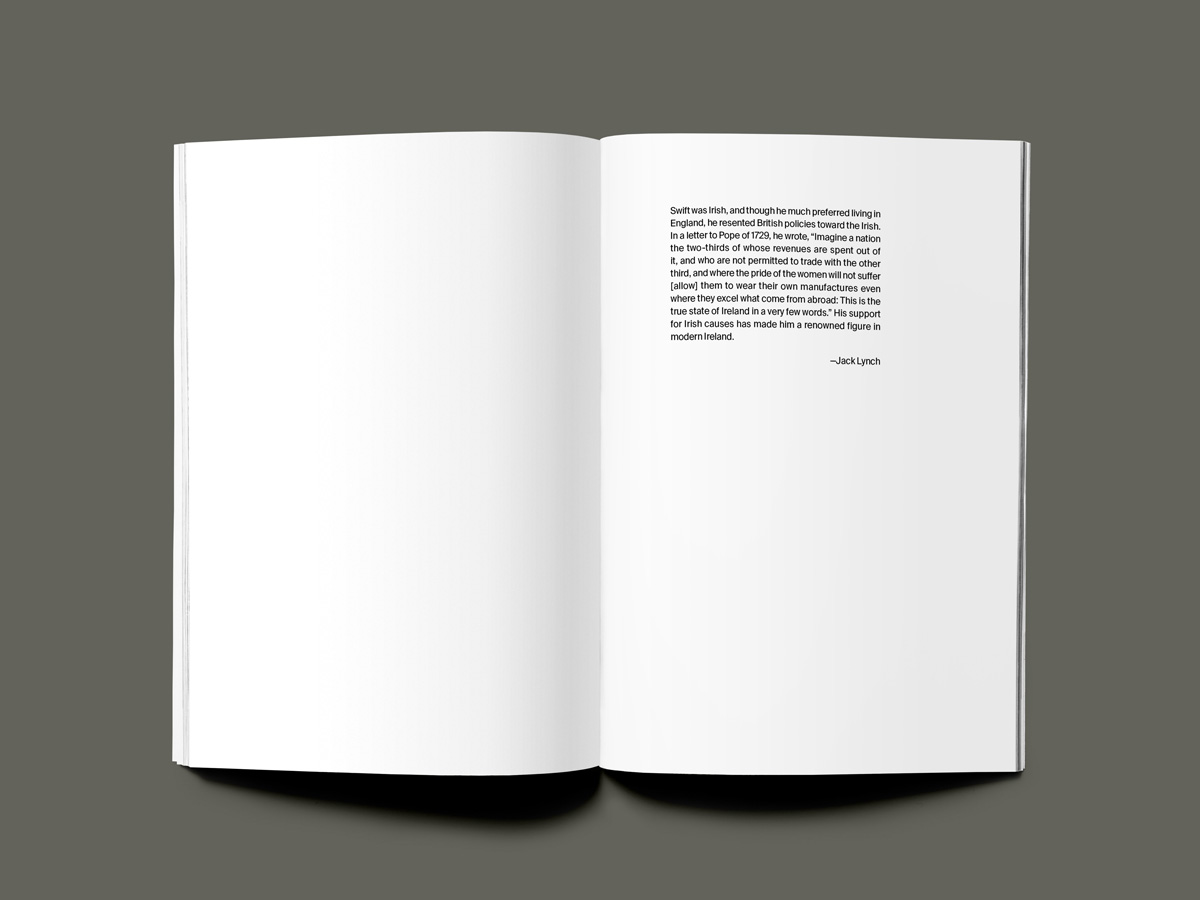 Swift was Irish, and though he much preferred living in
England, he resented British policies toward the Irish.
In a letter to Pope of 1729, he wrote, “Imagine a nation
the two-thirds of whose revenues are spent out of
it, and who are not permitted to trade with the other
third, and where the pride of the women will not suffer
[allow] them to wear their own manufactures even
where they excel what come from abroad: This is the
true state of Ireland in a very few words.” His support
for Irish causes has made him a renowned figure in
modern Ireland.
—Jack Lynch